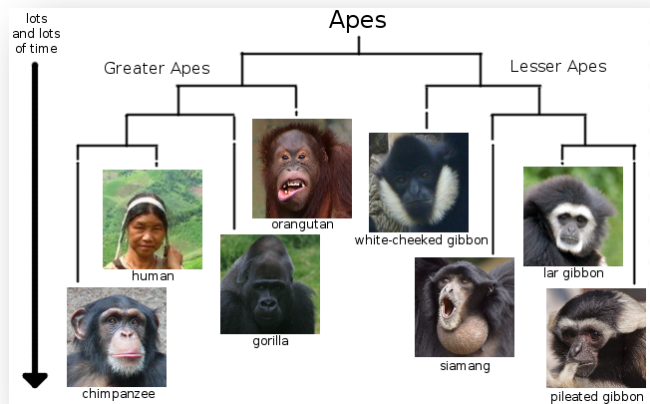 lots
and lots
of time
Apes
Greater Apes
Lesser Apes
orangutan
white-cheeked gibbon
human
lar gibbon
gorilla
siamang
chimpanzee
pileated gibbon